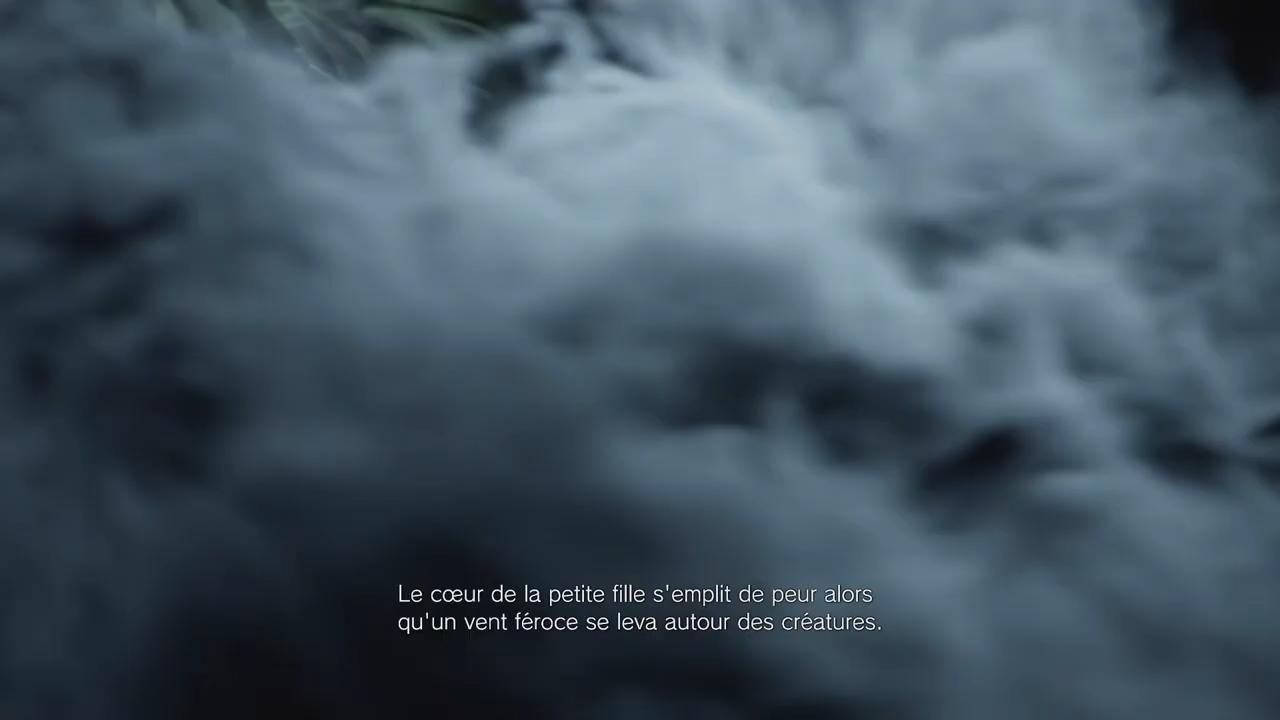 Le cœur de la petite fille s'emplit de peur alors
qu'un vent féroce se leva autour des créatures.